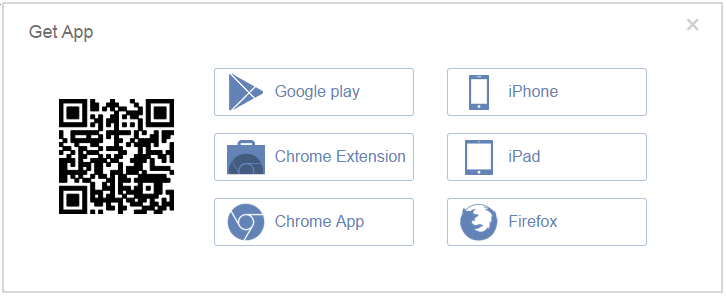 Get App
Google play
iPhone
Chrome Extension
iPad
Chrome App
Firefox